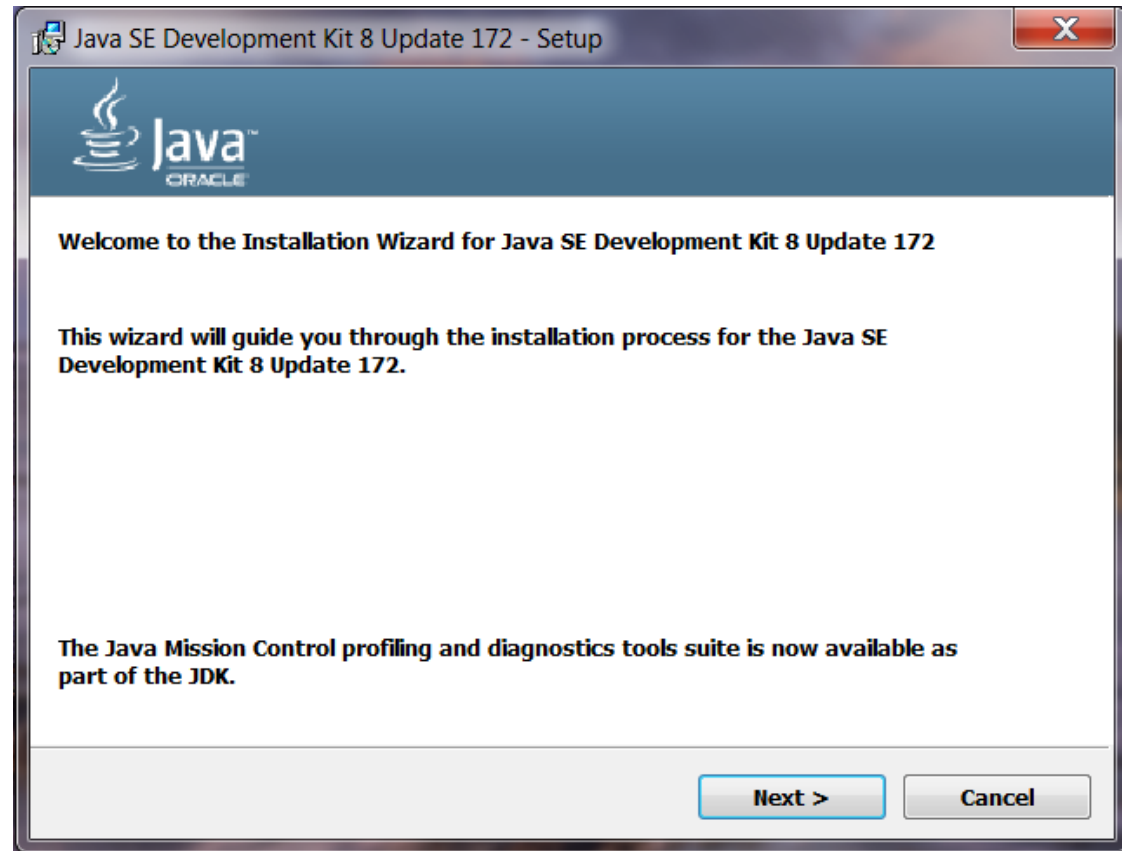 Java SE Development Kit 8 Update 172 - Setup
Java™
ORACLE
Welcome to the Installation Wizard for Java SE Development Kit 8 Update 172
This wizard will guide you through the installation process for the Java SE
Development Kit 8 Update 172.
The Java Mission Control profiling and diagnostics tools suite is now available as
part of the JDK.
Next >
Cancel